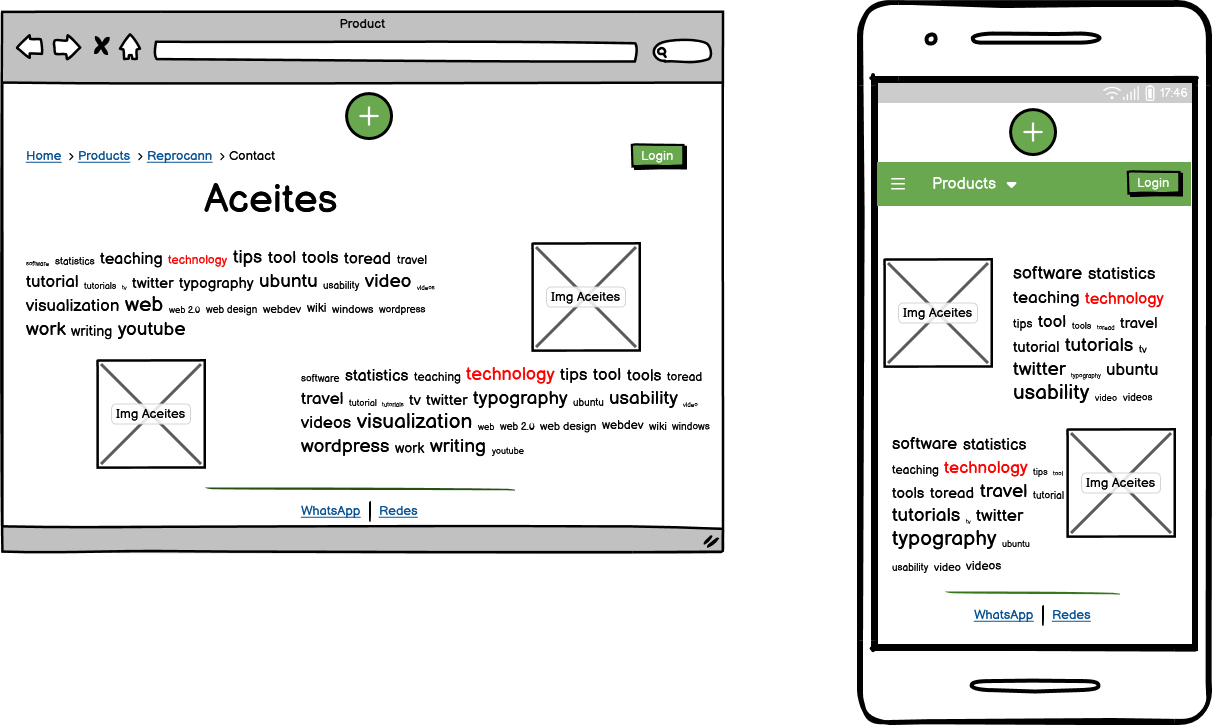 Product
Home > Products > Reprocann > Contact
Login
Aceites
software statistics teaching technology tips tool tools toread travel
tutorial tutorials tv twitter typography ubuntu usability video videos
visualization web web 2.0 web design webdev wiki windows wordpress
work writing youtube
Img Aceites
Img Aceites
software statistics teaching technology tips tool tools toread
travel tutorial tutorials tv twitter typography ubuntu usability video
videos visualization web web 2.0 web design webdev wiki windows
wordpress work writing youtube
WhatsApp | Redes
17:46
Products
Login
Img Aceites
software statistics
teaching technology
tips tool tools toread travel
tutorial tutorials tv
twitter typography ubuntu
usability video videos
software statistics
teaching technology tips tool
tools toread travel tutorial
tutorials tv twitter
typography ubuntu
usability video videos
Img Aceites
WhatsApp | Redes